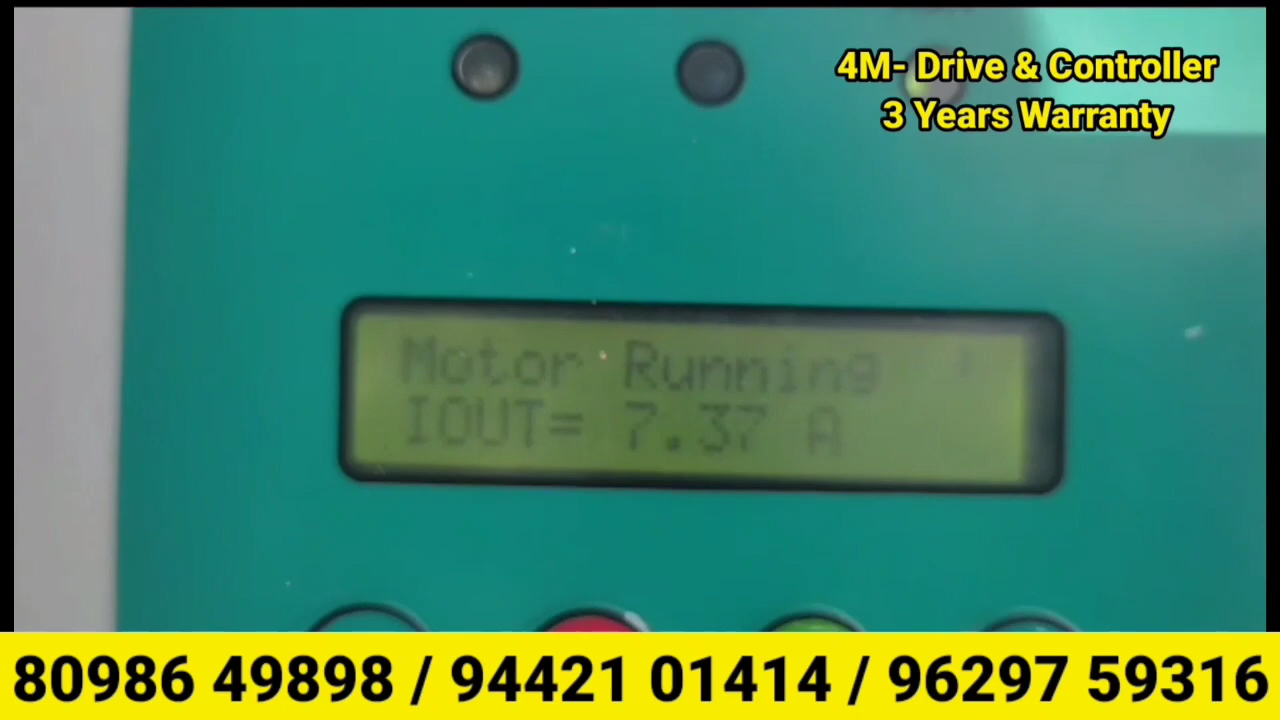 4M- Drive & Controller
3 Years Warranty
Motor Running
IOUT= 7.37 A
80986 49898 / 94421 01414 / 96297 59316